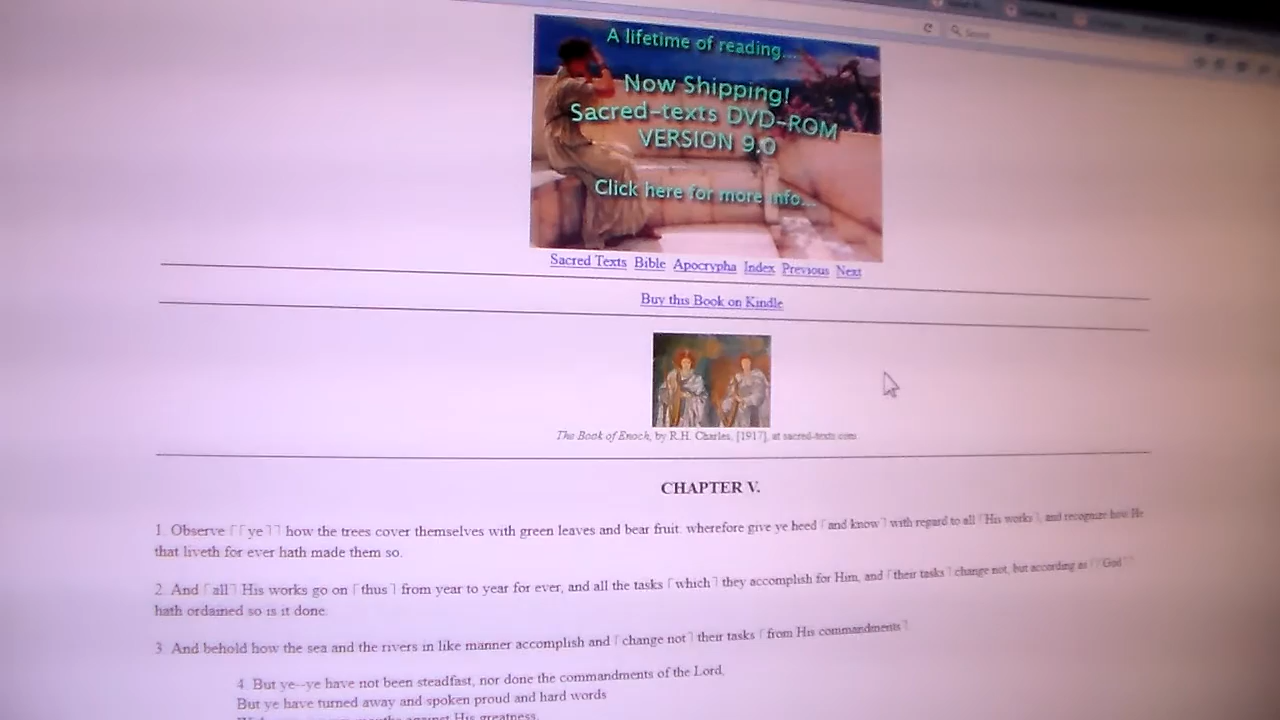 A lifetime of reading...
Now Shipping!
Sacred-texts DVD-ROM
VERSION 9.0
Click here for more info...
Sacred Texts Bible Apocrypha Index Previous Next
Buy this Book on Kindle
The Book of Enoch, by R.H. Charles, [1917], at sacred-texts.com
CHAPTER V.
1. Observe ⌈⌈ye⌉⌉ how the trees cover themselves with green leaves and bear fruit: wherefore give ye heed ⌈and know⌉ with regard to all ⌈His works⌉, and recognize how He
that liveth for ever hath made them so.
2. And ⌈all⌉ His works go on ⌈thus⌉ from year to year for ever, and all the tasks ⌈which⌉ they accomplish for Him, and ⌈their tasks⌉ change not, but according as ⌈⌈God⌉⌉
hath ordained so is it done.
3. And behold how the sea and the rivers in like manner accomplish and ⌈change not⌉ their tasks ⌈from His commandments⌉.
4. But ye--ye have not been steadfast, nor done the commandments of the Lord,
But ye have turned away and spoken proud and hard words
against His greatness.